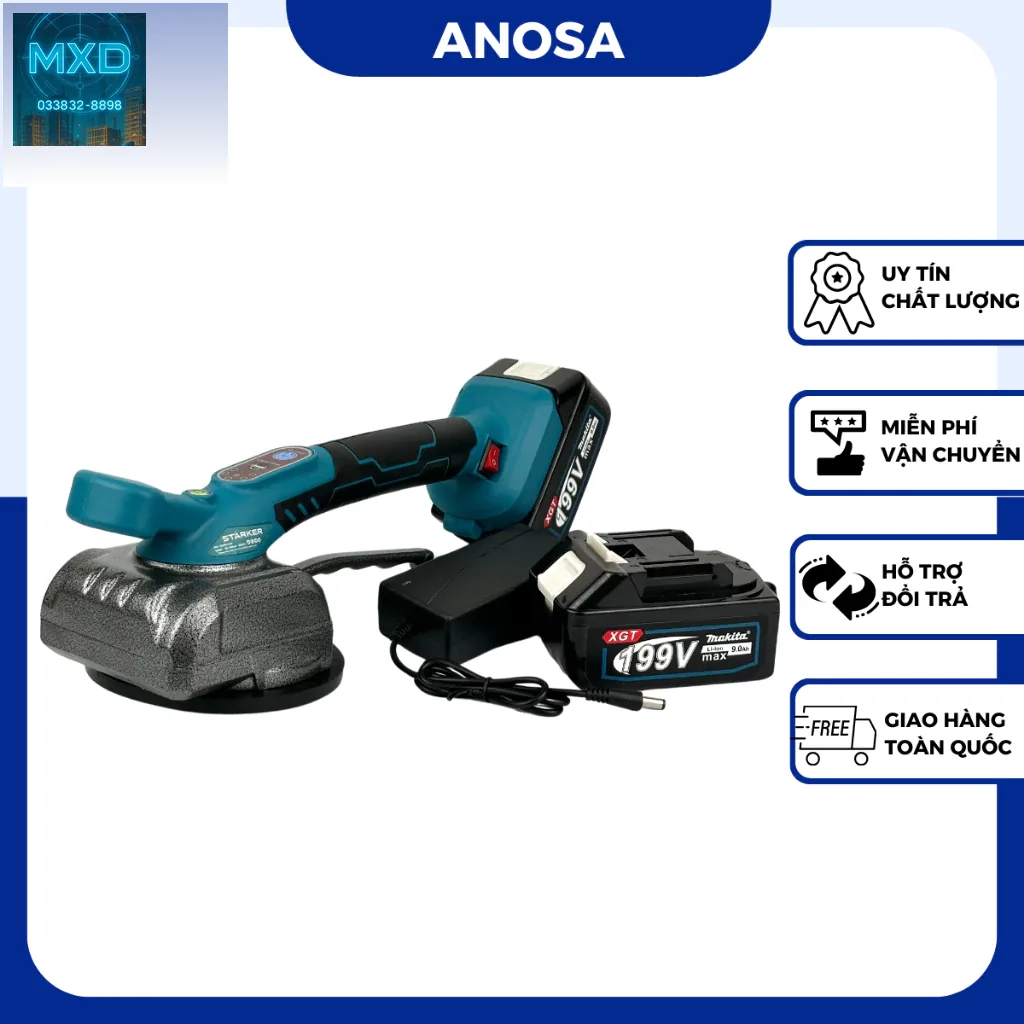 ANOSA
MXD
033832-8898
UY TÍN
CHẤT LƯỢNG
MIỄN PHÍ
VẬN CHUYỂN
HỖ TRỢ
ĐỔI TRẢ
FREE
GIAO HÀNG
TOÀN QUỐC
STARKER
XGT
199V
makita
max
XGT
199V
makita
Li-Ion
max
9.0Ah